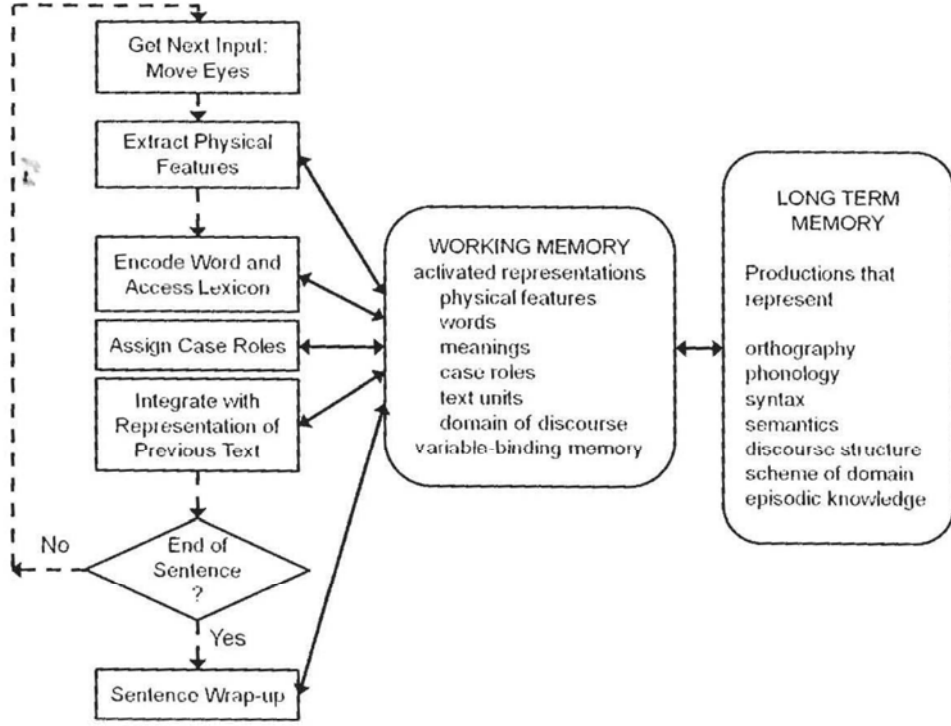 Get Next Input:
Move Eyes
Extract Physical
Features
Encode Word and
Access Lexicon
Assign Case Roles
Integrate with
Representation of
Previous Text
No
End of
Sentence
?
Yes
Sentence Wrap-up
WORKING MEMORY
activated representations
physical features
words
meanings
case roles
text units
domain of discourse
variable-binding memory
LONG TERM
MEMORY
Productions that
represent
orthography
phonology
syntax
semantics
discourse structure
scheme of domain
episodic knowledge